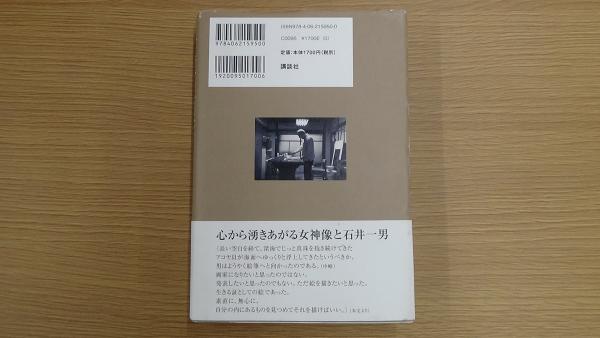 ISBN978-4-06-215950-0
C0095 ¥1700E (0)
定価：本体1700円（税別）
講談社
9784062159500
1920095017006
心から湧きあがる女神像と石井一男
〈長い空白を経て、深海でじっと真珠を抱き続けてきた
アコヤ貝が海面へゆっくりと浮上してきたというべきか。
男はようやく絵筆へと向かったのである。（中略）
画家になりたいと思ったのではない。
発表したいと思ったのでもない。ただ絵を描きたいと思った。
生きる証としての絵であった。
素直に、無心に。
自分の内にあるものを見つめてそれを描けばいい。〉（本文より）